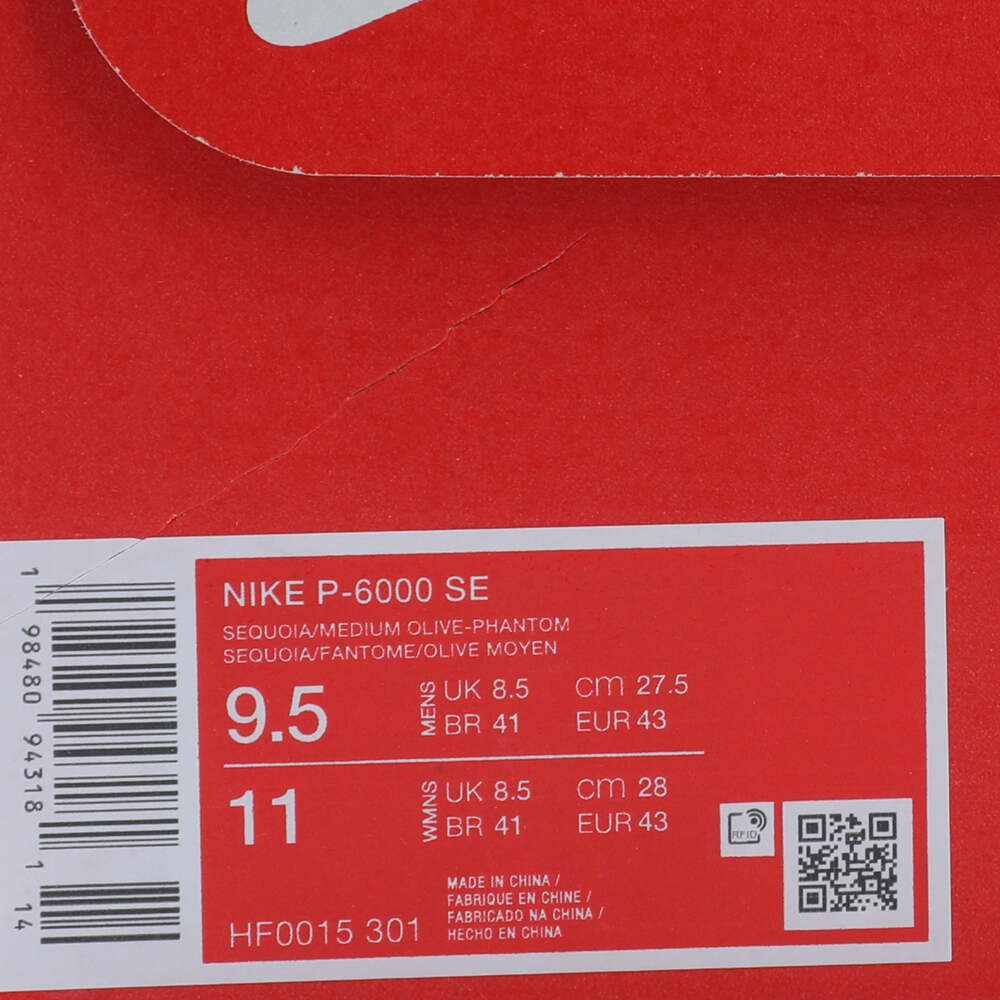 NIKE P-6000 SE
SEQUOIA/MEDIUM OLIVE-PHANTOM
SEQUOIA/FANTOME/OLIVE MOYEN
9.5
MENS
UK 8.5 cm 27.5
BR 41 EUR 43
11
WMNS
UK 8.5 cm 28
BR 41 EUR 43
RFID
MADE IN CHINA /
FABRIQUE EN CHINE /
FABRICADO NA CHINA /
HECHO EN CHINA
HF0015 301
1 98480 94318 1 14